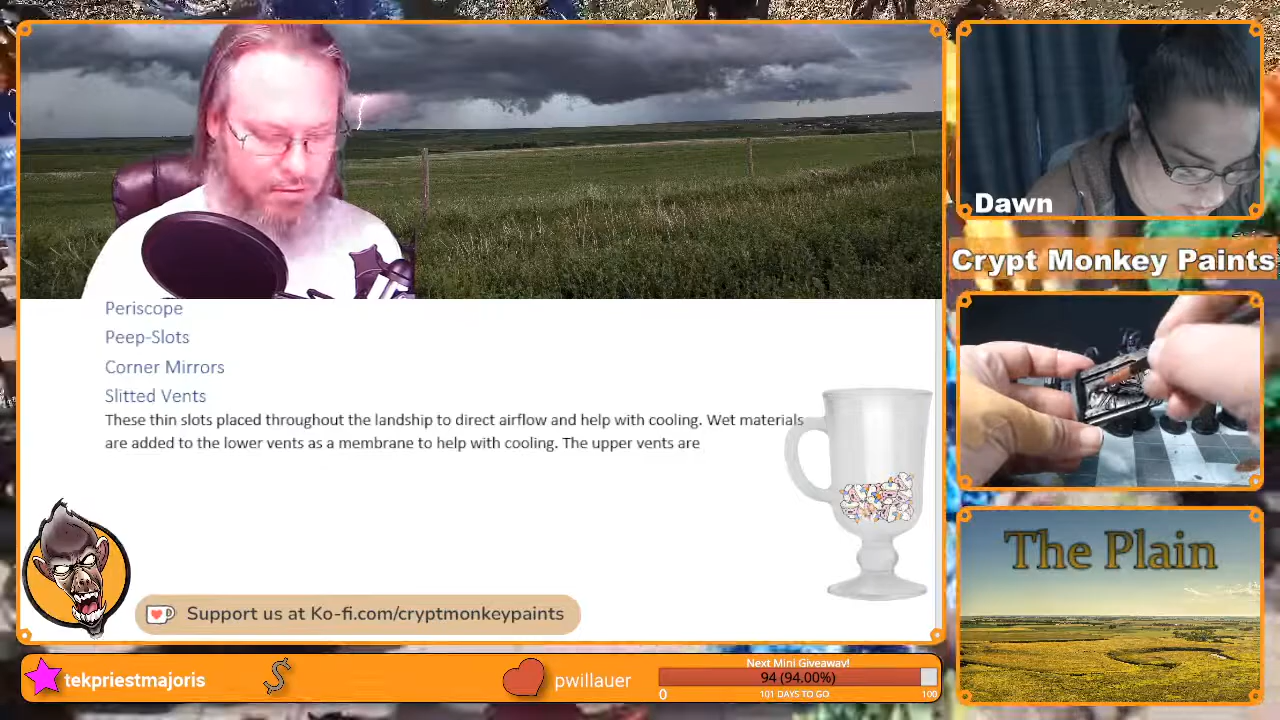 Dawn
Crypt Monkey Paints
Periscope
Peep-Slots
Corner Mirrors
Slitted Vents
These thin slots placed throughout the landship to direct airflow and help with cooling. Wet materials
are added to the lower vents as a membrane to help with cooling. The upper vents are
The Plain
Support us at Ko-fi.com/cryptmonkeypaints
tekpriestmajoris
pwillauer
Next Mini Giveaway!
94 (94.00%)
0
101 DAYS TO GO
100